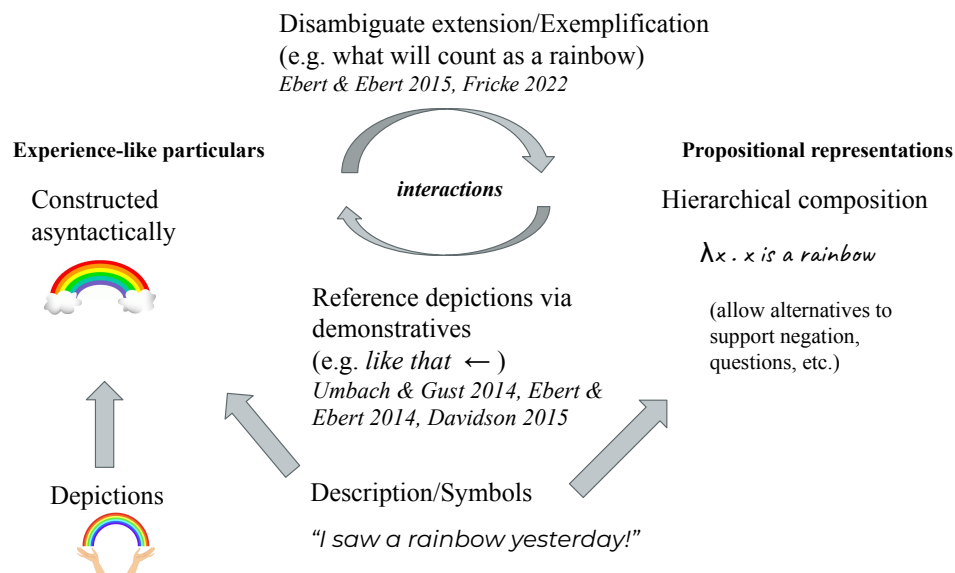 Disambiguate extension/Exemplification
(e.g. what will count as a rainbow)
Ebert & Ebert 2015, Fricke 2022
Experience-like particulars
Propositional representations
interactions
Constructed
asyntactically
Hierarchical composition
λx . x is a rainbow
(allow alternatives to
support negation,
questions, etc.)
Reference depictions via
demonstratives
(e.g. like that ← )
Umbach & Gust 2014, Ebert &
Ebert 2014, Davidson 2015
Depictions
Description/Symbols
"I saw a rainbow yesterday!"